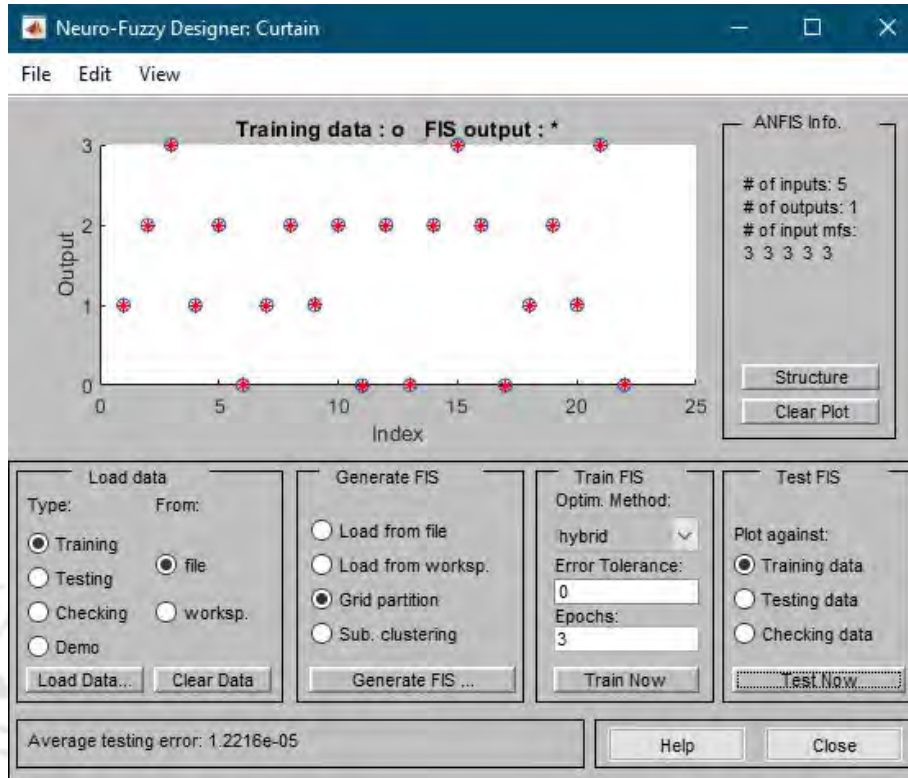 Neuro-Fuzzy Designer: Curtain
File Edit View
Training data : o FIS output : *
3
2
1
0
Output
0 5 10 15 20 25
Index
ANFIS Info.
# of inputs: 5
# of outputs: 1
# of input mfs:
3 3 3 3 3
Structure
Clear Plot
Load data
Type: From:
Training
Testing
Checking
Demo
file
worksp.
Load Data... Clear Data
Generate FIS
Load from file
Load from worksp.
Grid partition
Sub. clustering
Generate FIS ...
Train FIS
Optim. Method:
hybrid
Error Tolerance:
0
Epochs:
3
Train Now
Test FIS
Plot against:
Training data
Testing data
Checking data
Test Now
Average testing error: 1.2216e-05
Help Close